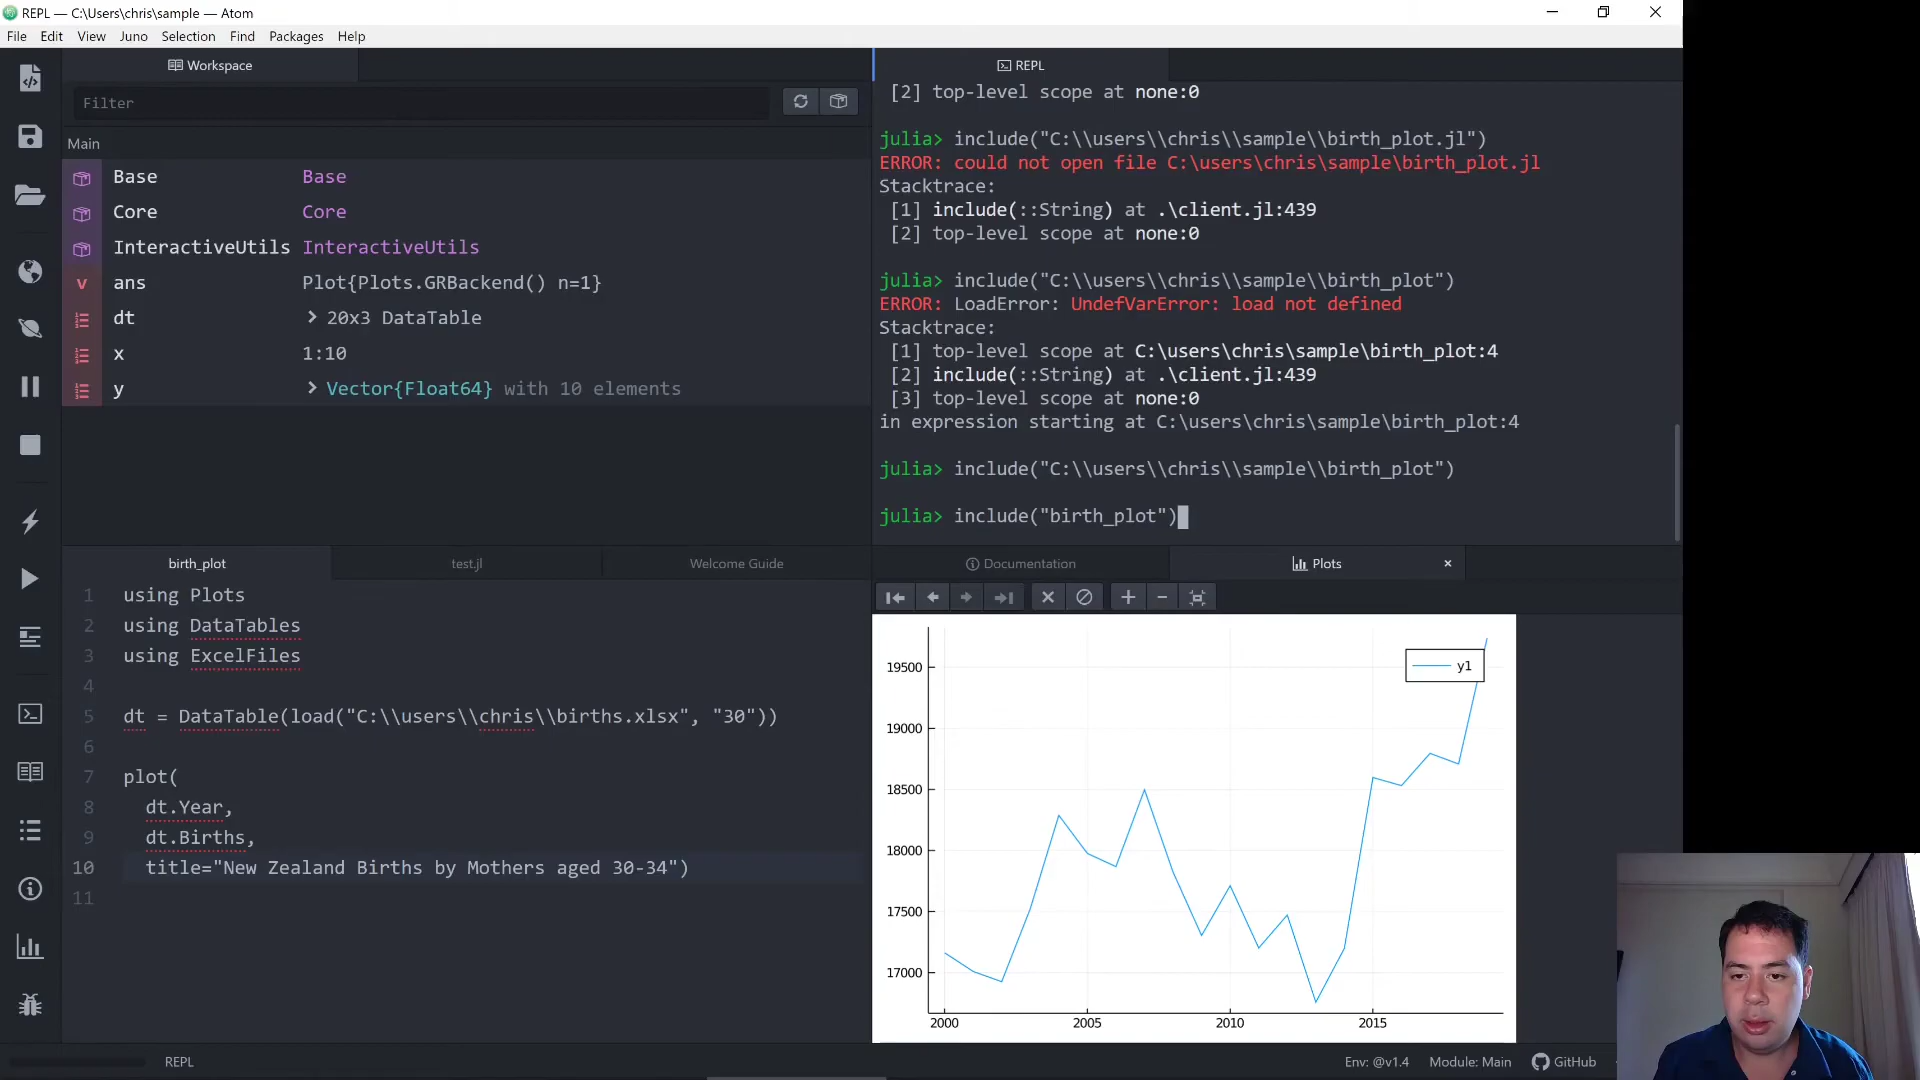 REPL — C:\Users\chris\sample — Atom
File Edit View Juno Selection Find Packages Help
Workspace
Filter
Main
Base Base
Core Core
InteractiveUtils InteractiveUtils
v ans Plot{Plots.GRBackend() n=1}
dt > 20x3 DataTable
x 1:10
y > Vector{Float64} with 10 elements
REPL
[2] top-level scope at none:0
julia> include("C:\\users\\chris\\sample\\birth_plot.jl")
ERROR: could not open file C:\users\chris\sample\birth_plot.jl
Stacktrace:
[1] include(::String) at .\client.jl:439
[2] top-level scope at none:0
julia> include("C:\\users\\chris\\sample\\birth_plot")
ERROR: LoadError: UndefVarError: load not defined
Stacktrace:
[1] top-level scope at C:\users\chris\sample\birth_plot:4
[2] include(::String) at .\client.jl:439
[3] top-level scope at none:0
in expression starting at C:\users\chris\sample\birth_plot:4
julia> include("C:\\users\\chris\\sample\\birth_plot")
julia> include("birth_plot")
birth_plot test.jl Welcome Guide
1 using Plots
2 using DataTables
3 using ExcelFiles
4
5 dt = DataTable(load("C:\\users\\chris\\births.xlsx", "30"))
6
7 plot(
8 dt.Year,
9 dt.Births,
10 title="New Zealand Births by Mothers aged 30-34")
11
Documentation Plots ×
y1
19500
19000
18500
18000
17500
17000
2000 2005 2010 2015
REPL Env: @v1.4 Module: Main GitHub